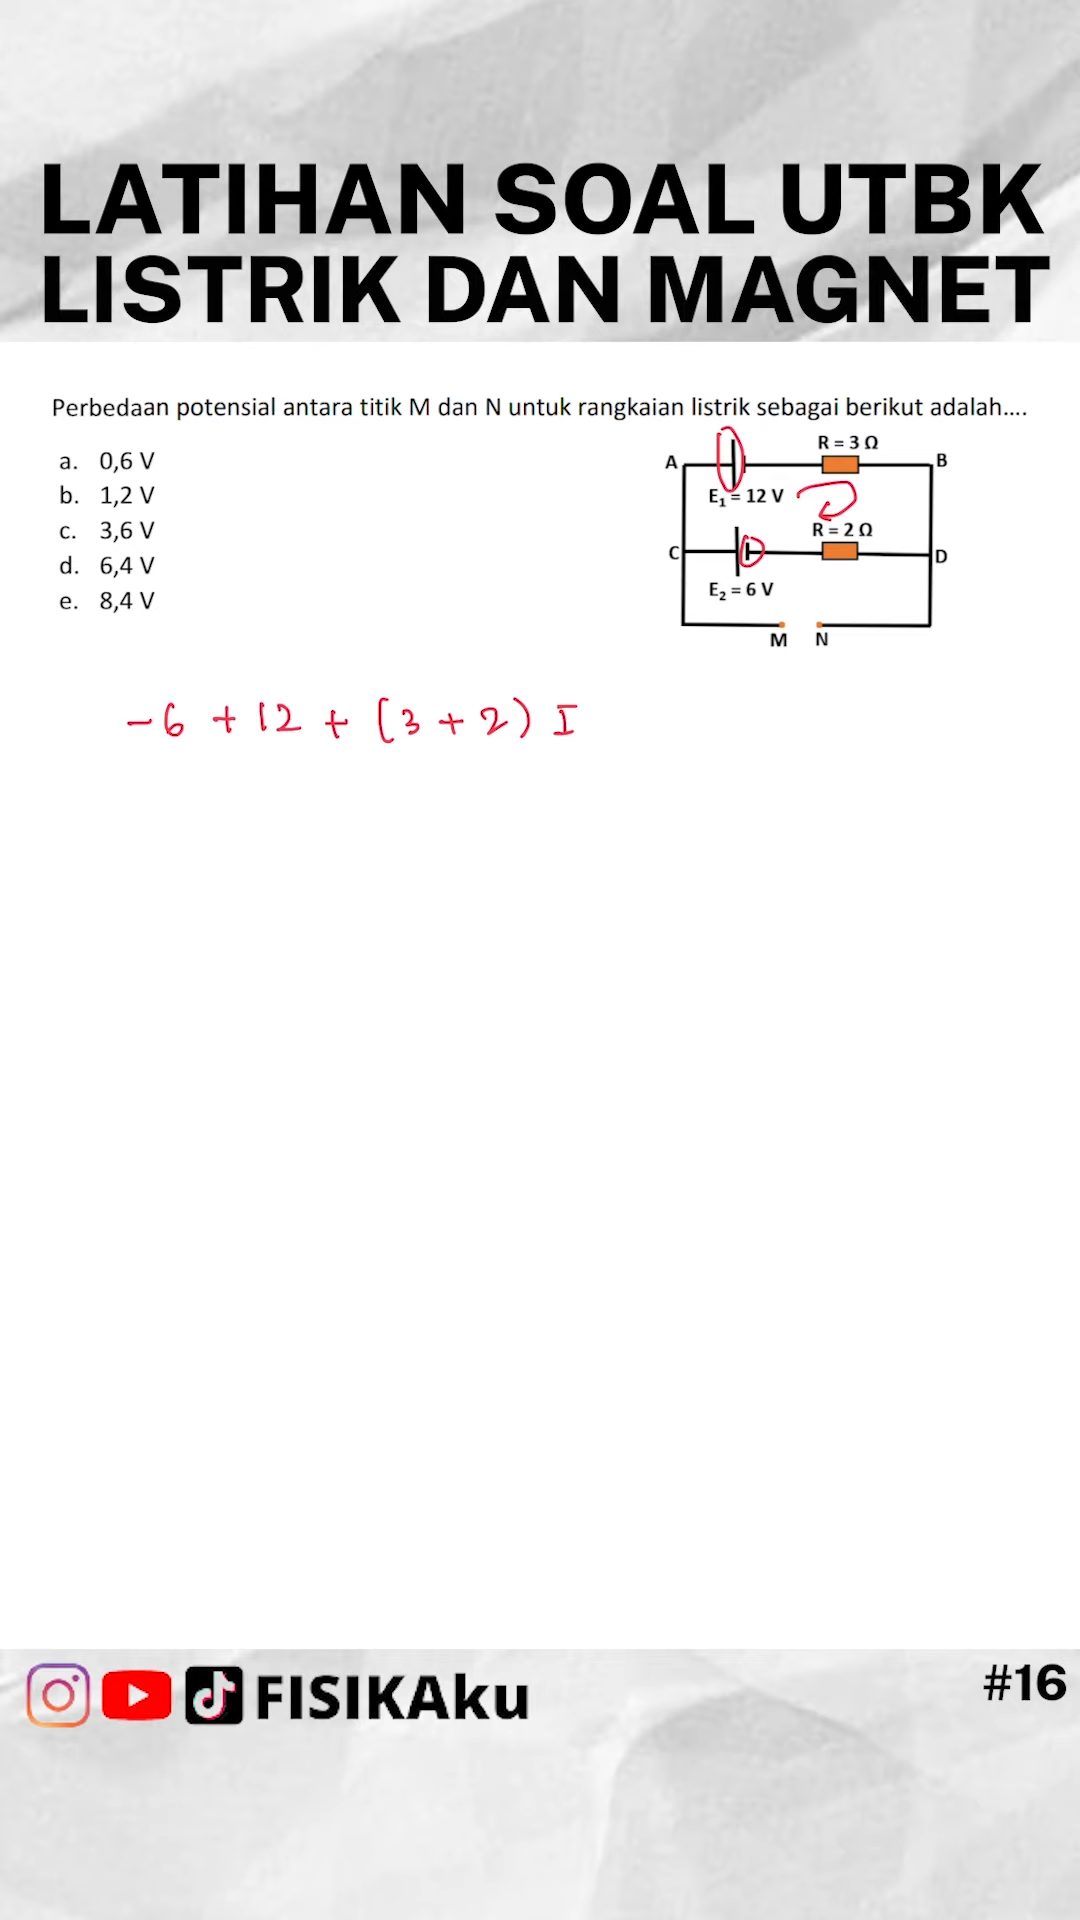 LATIHAN SOAL UTBK
LISTRIK DAN MAGNET
Perbedaan potensial antara titik M dan N untuk rangkaian listrik sebagai berikut adalah....
a. 0,6 V
b. 1,2 V
c. 3,6 V
d. 6,4 V
e. 8,4 V
R = 3 Ω
A
B
E₁ = 12 V
R = 2 Ω
C
D
E₂ = 6 V
M N
-6 +12 + (3 + 2) I
FISIKAku
#16